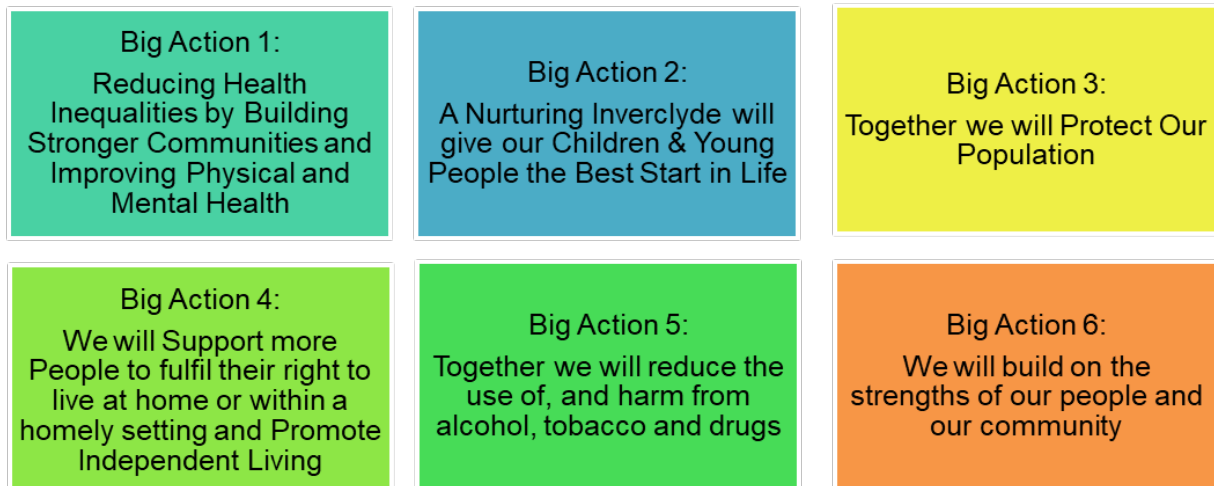 Big Action 1:
Reducing Health
Inequalities by Building
Stronger Communities and
Improving Physical and
Mental Health
Big Action 2:
A Nurturing Inverclyde will
give our Children & Young
People the Best Start in Life
Big Action 3:
Together we will Protect Our
Population
Big Action 4:
We will Support more
People to fulfil their right to
live at home or within a
homely setting and Promote
Independent Living
Big Action 5:
Together we will reduce the
use of, and harm from
alcohol, tobacco and drugs
Big Action 6:
We will build on the
strengths of our people and
our community